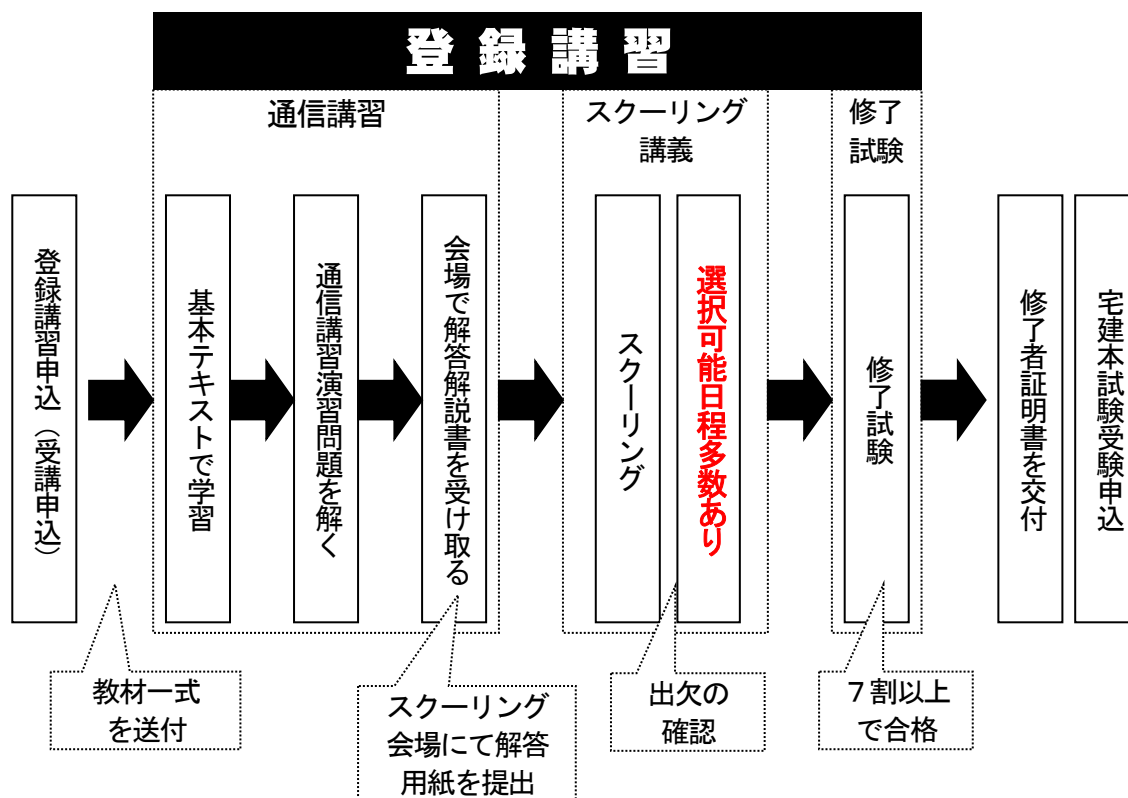 登録講習
通信講習
スクーリング
講義
修了
試験
登録講習申込（受講申込）
基本テキストで学習
通信講習演習問題を解く
会場で解答解説書を受け取る
スクーリング
選択可能日程多数あり
修了試験
修了者証明書を交付
宅建本試験受験申込
教材一式
を送付
スクーリング
会場にて解答
用紙を提出
出欠の
確認
７割以上
で合格